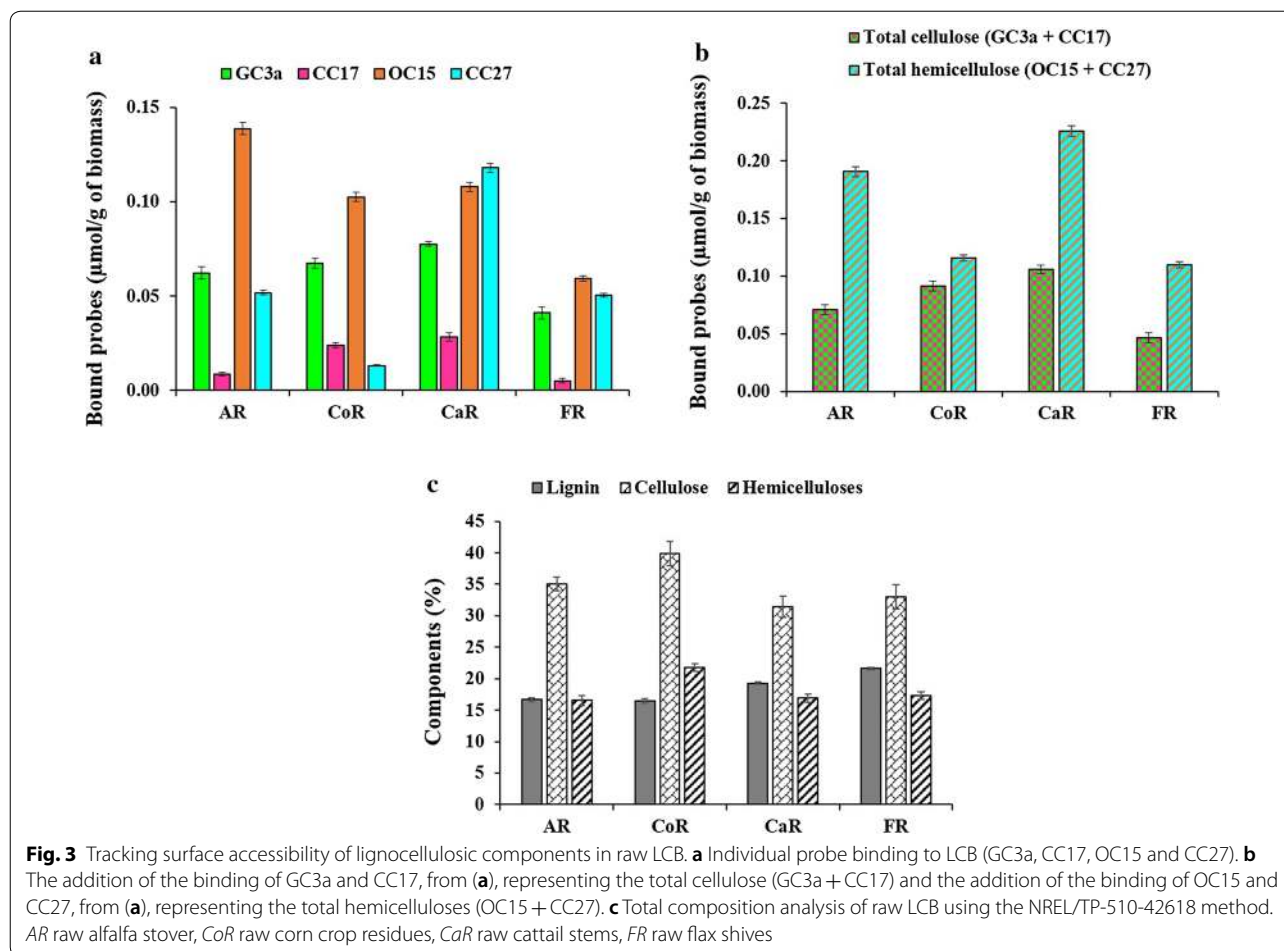 a
GC3a CC17 OC15 CC27
Bound probes (µmol/g of biomass)
0.15
0.10
0.05
0.00
AR CoR CaR FR
b
Total cellulose (GC3a + CC17)
Total hemicellulose (OC15 + CC27)
Bound probes (µmol/g of biomass)
0.25
0.20
0.15
0.10
0.05
0.00
AR CoR CaR FR
c
Lignin Cellulose Hemicelluloses
Components (%)
45
40
35
30
25
20
15
10
5
0
AR CoR CaR FR
Fig. 3 Tracking surface accessibility of lignocellulosic components in raw LCB. a Individual probe binding to LCB (GC3a, CC17, OC15 and CC27). b
The addition of the binding of GC3a and CC17, from (a), representing the total cellulose (GC3a + CC17) and the addition of the binding of OC15 and
CC27, from (a), representing the total hemicelluloses (OC15 + CC27). c Total composition analysis of raw LCB using the NREL/TP-510-42618 method.
AR raw alfalfa stover, CoR raw corn crop residues, CaR raw cattail stems, FR raw flax shives